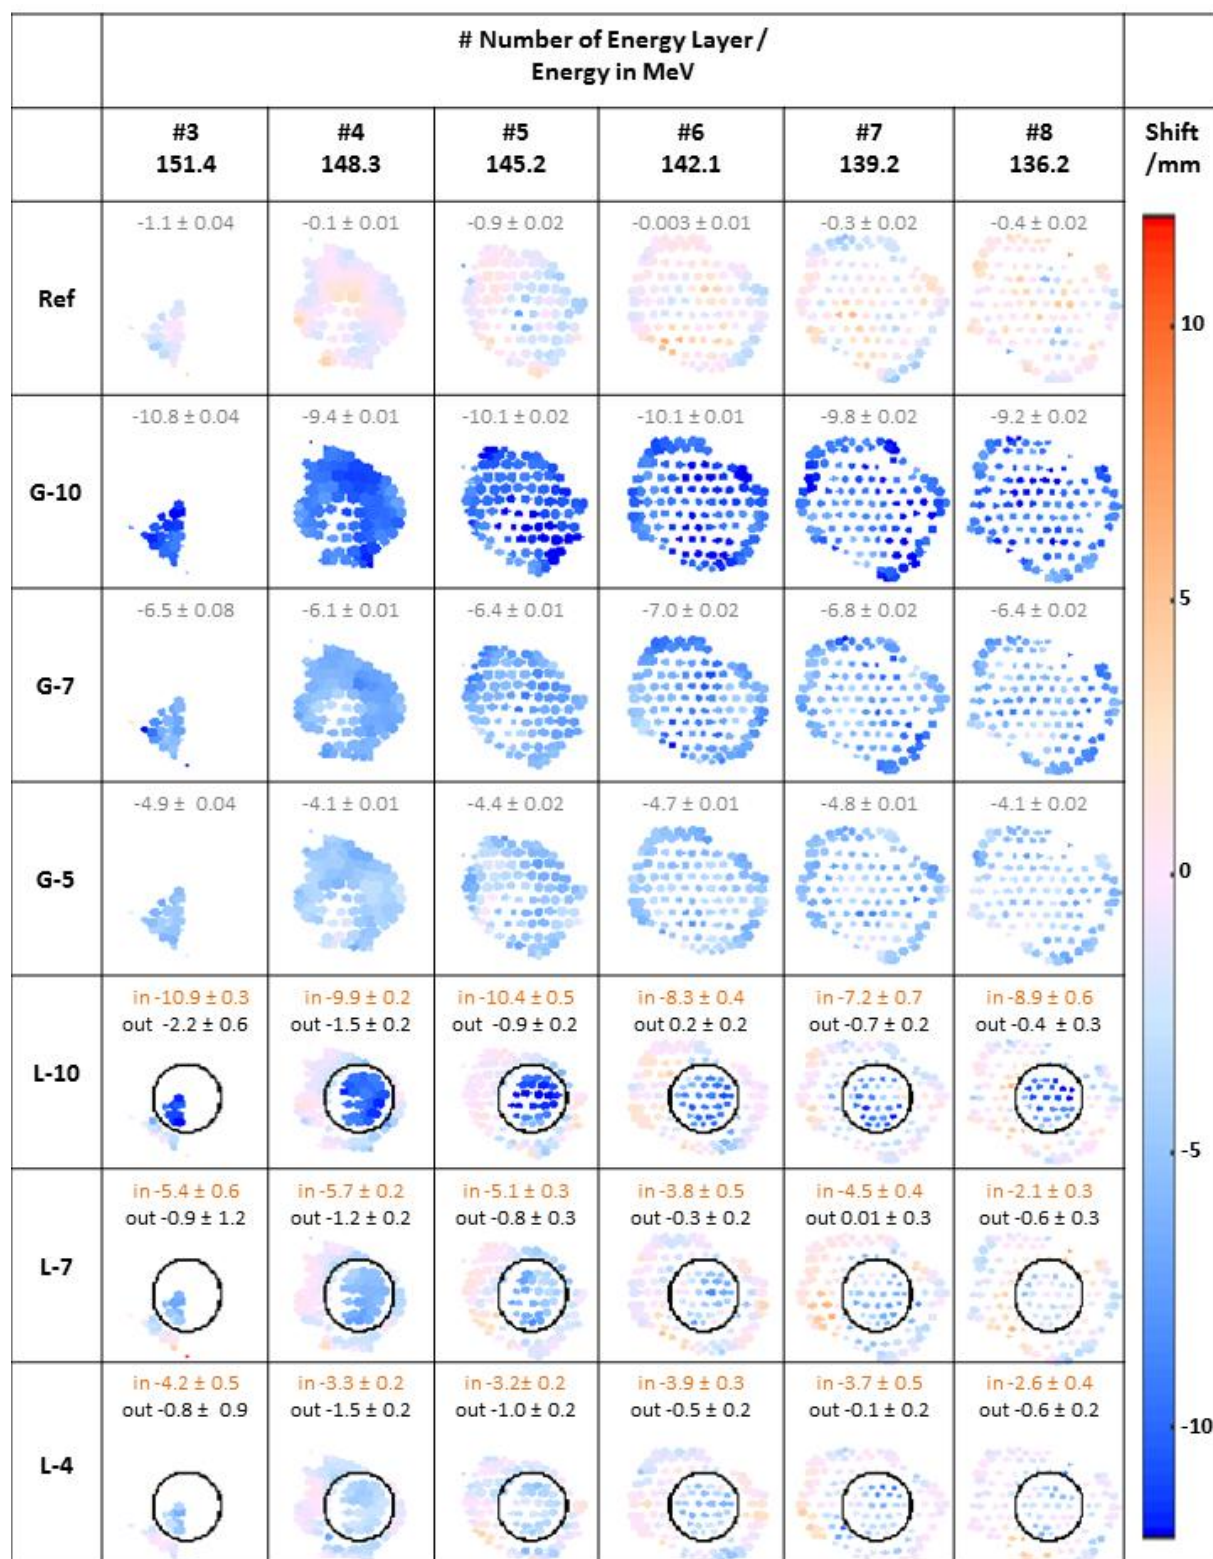 # Number of Energy Layer /
Energy in MeV
#3 #4 #5 #6 #7 #8 Shift
151.4 148.3 145.2 142.1 139.2 136.2 /mm
-1.1 ± 0.04 -0.1 ± 0.01 -0.9 ± 0.02 -0.003 ± 0.01 -0.3 ± 0.02 -0.4 ± 0.02
Ref
10
-10.8 ± 0.04 -9.4 ± 0.01 -10.1 ± 0.02 -10.1 ± 0.01 -9.8 ± 0.02 -9.2 ± 0.02
G-10
5
-6.5 ± 0.08 -6.1 ± 0.01 -6.4 ± 0.01 -7.0 ± 0.02 -6.8 ± 0.02 -6.4 ± 0.02
G-7
-4.9 ± 0.04 -4.1 ± 0.01 -4.4 ± 0.02 -4.7 ± 0.01 -4.8 ± 0.01 -4.1 ± 0.02
0
G-5
in -10.9 ± 0.3 in -9.9 ± 0.2 in -10.4 ± 0.5 in -8.3 ± 0.4 in -7.2 ± 0.7 in -8.9 ± 0.6
out -2.2 ± 0.6 out -1.5 ± 0.2 out -0.9 ± 0.2 out 0.2 ± 0.2 out -0.7 ± 0.2 out -0.4 ± 0.3
L-10
-5
in -5.4 ± 0.6 in -5.7 ± 0.2 in -5.1 ± 0.3 in -3.8 ± 0.5 in -4.5 ± 0.4 in -2.1 ± 0.3
out -0.9 ± 1.2 out -1.2 ± 0.2 out -0.8 ± 0.3 out -0.3 ± 0.2 out 0.01 ± 0.3 out -0.6 ± 0.3
L-7
in -4.2 ± 0.5 in -3.3 ± 0.2 in -3.2± 0.2 in -3.9 ± 0.3 in -3.7 ± 0.5 in -2.6 ± 0.4
out -0.8 ± 0.9 out -1.5 ± 0.2 out -1.0 ± 0.2 out -0.5 ± 0.2 out -0.1 ± 0.2 out -0.6 ± 0.2
-10
L-4